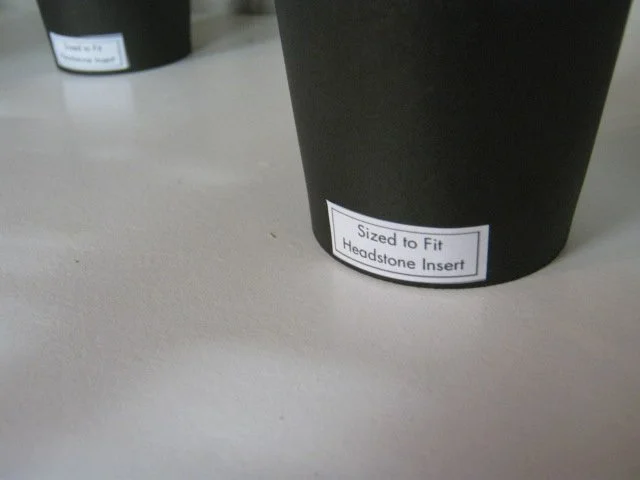 Sized to Fit
Headstone Insert
Sized to Fit
Headstone Insert